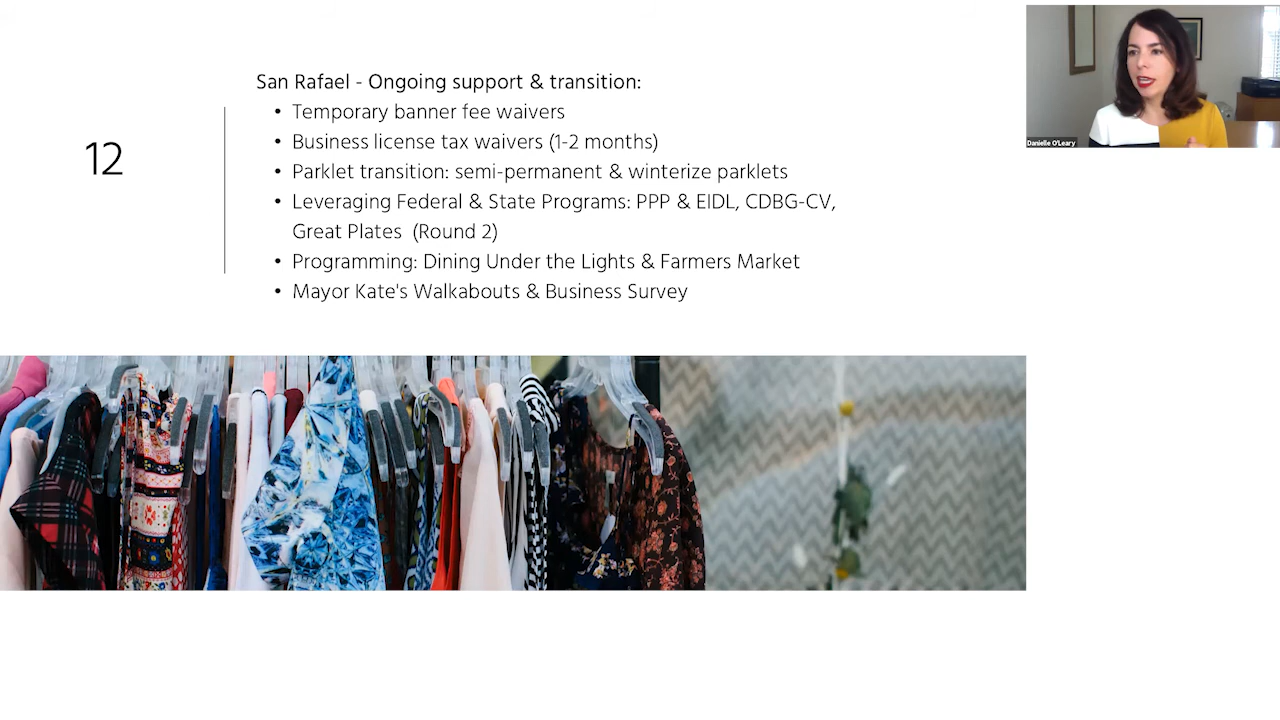 12
San Rafael - Ongoing support & transition:
• Temporary banner fee waivers
• Business license tax waivers (1-2 months)
• Parklet transition: semi-permanent & winterize parklets
• Leveraging Federal & State Programs: PPP & EIDL, CDBG-CV,
Great Plates (Round 2)
• Programming: Dining Under the Lights & Farmers Market
• Mayor Kate's Walkabouts & Business Survey
Danielle O'Leary